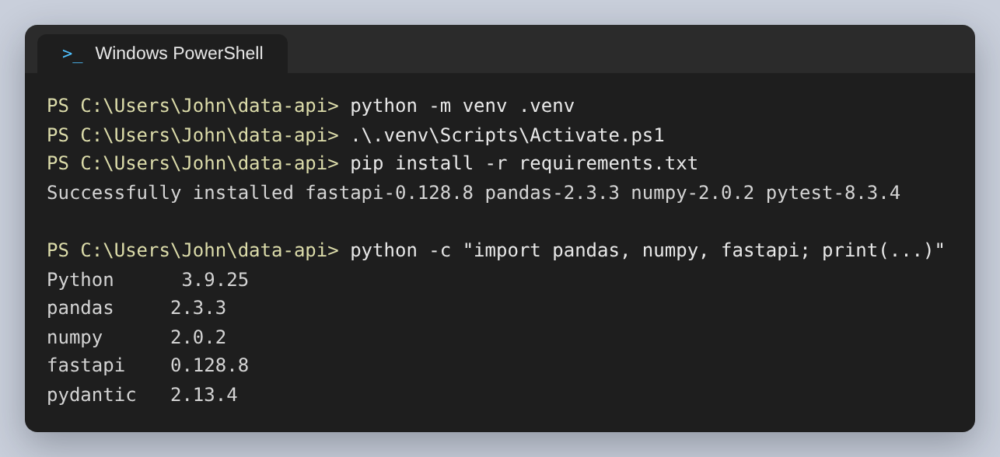 >_ Windows PowerShell
PS C:\Users\John\data-api> python -m venv .venv
PS C:\Users\John\data-api> .\.venv\Scripts\Activate.ps1
PS C:\Users\John\data-api> pip install -r requirements.txt
Successfully installed fastapi-0.128.8 pandas-2.3.3 numpy-2.0.2 pytest-8.3.4
PS C:\Users\John\data-api> python -c "import pandas, numpy, fastapi; print(...)"
Python      3.9.25
pandas     2.3.3
numpy      2.0.2
fastapi    0.128.8
pydantic   2.13.4